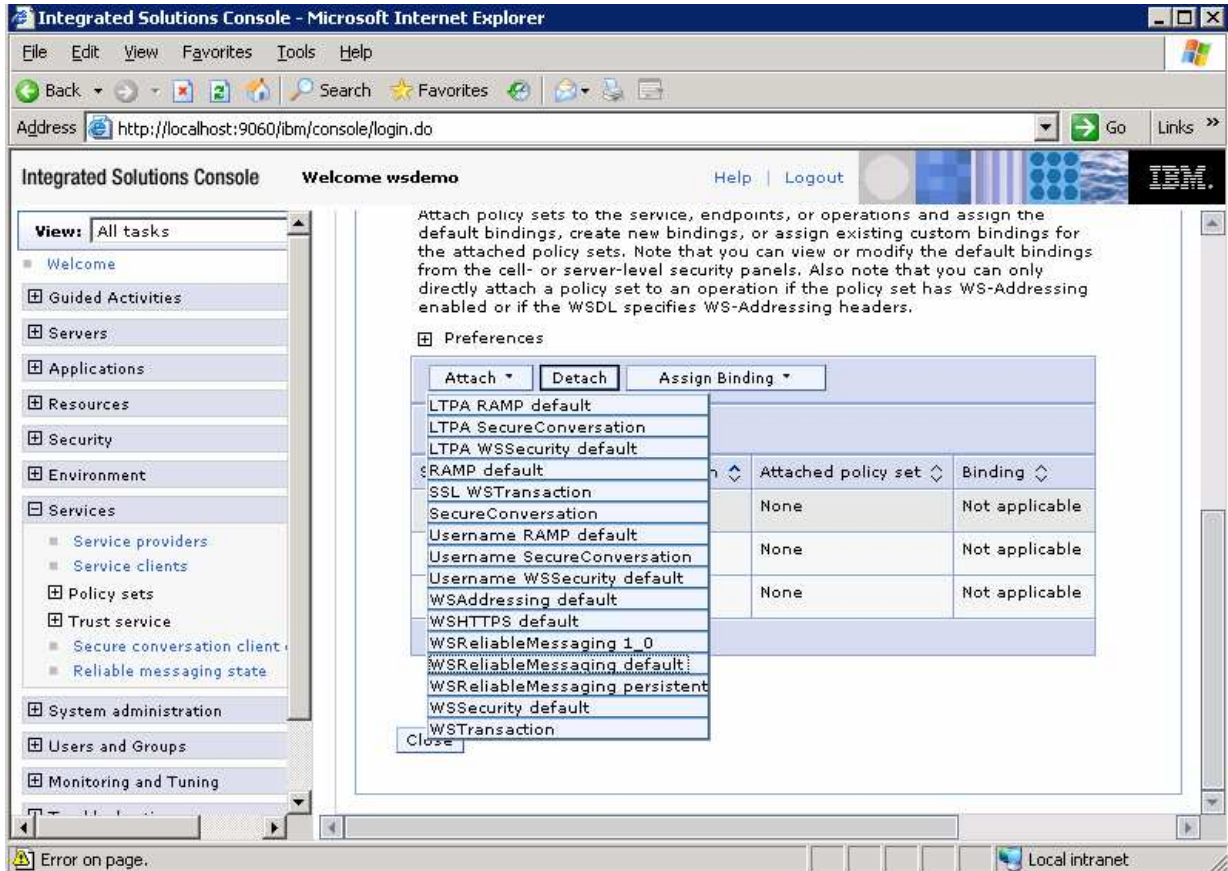 Integrated Solutions Console - Microsoft Internet Explorer
File Edit View Favorites Tools Help
Back Search Favorites
Address http://localhost:9060/ibm/console/login.do Go Links »
Integrated Solutions Console Welcome wsdemo Help | Logout IBM.
View: All tasks
Welcome
Guided Activities
Servers
Applications
Resources
Security
Environment
Services
Service providers
Service clients
Policy sets
Trust service
Secure conversation client
Reliable messaging state
System administration
Users and Groups
Monitoring and Tuning
Attach policy sets to the service, endpoints, or operations and assign the
default bindings, create new bindings, or assign existing custom bindings for
the attached policy sets. Note that you can view or modify the default bindings
from the cell- or server-level security panels. Also note that you can only
directly attach a policy set to an operation if the policy set has WS-Addressing
enabled or if the WSDL specifies WS-Addressing headers.
Preferences
Attach Detach Assign Binding
LTPA RAMP default
LTPA SecureConversation
LTPA WSSecurity default
RAMP default
SSL WSTransaction
SecureConversation
Username RAMP default
Username SecureConversation
Username WSSecurity default
WSAddressing default
WSHTTPS default
WSReliableMessaging 1_0
WSReliableMessaging default
WSReliableMessaging persistent
WSSecurity default
WSTransaction
Attached policy set Binding
None Not applicable
None Not applicable
None Not applicable
Close
Error on page. Local intranet